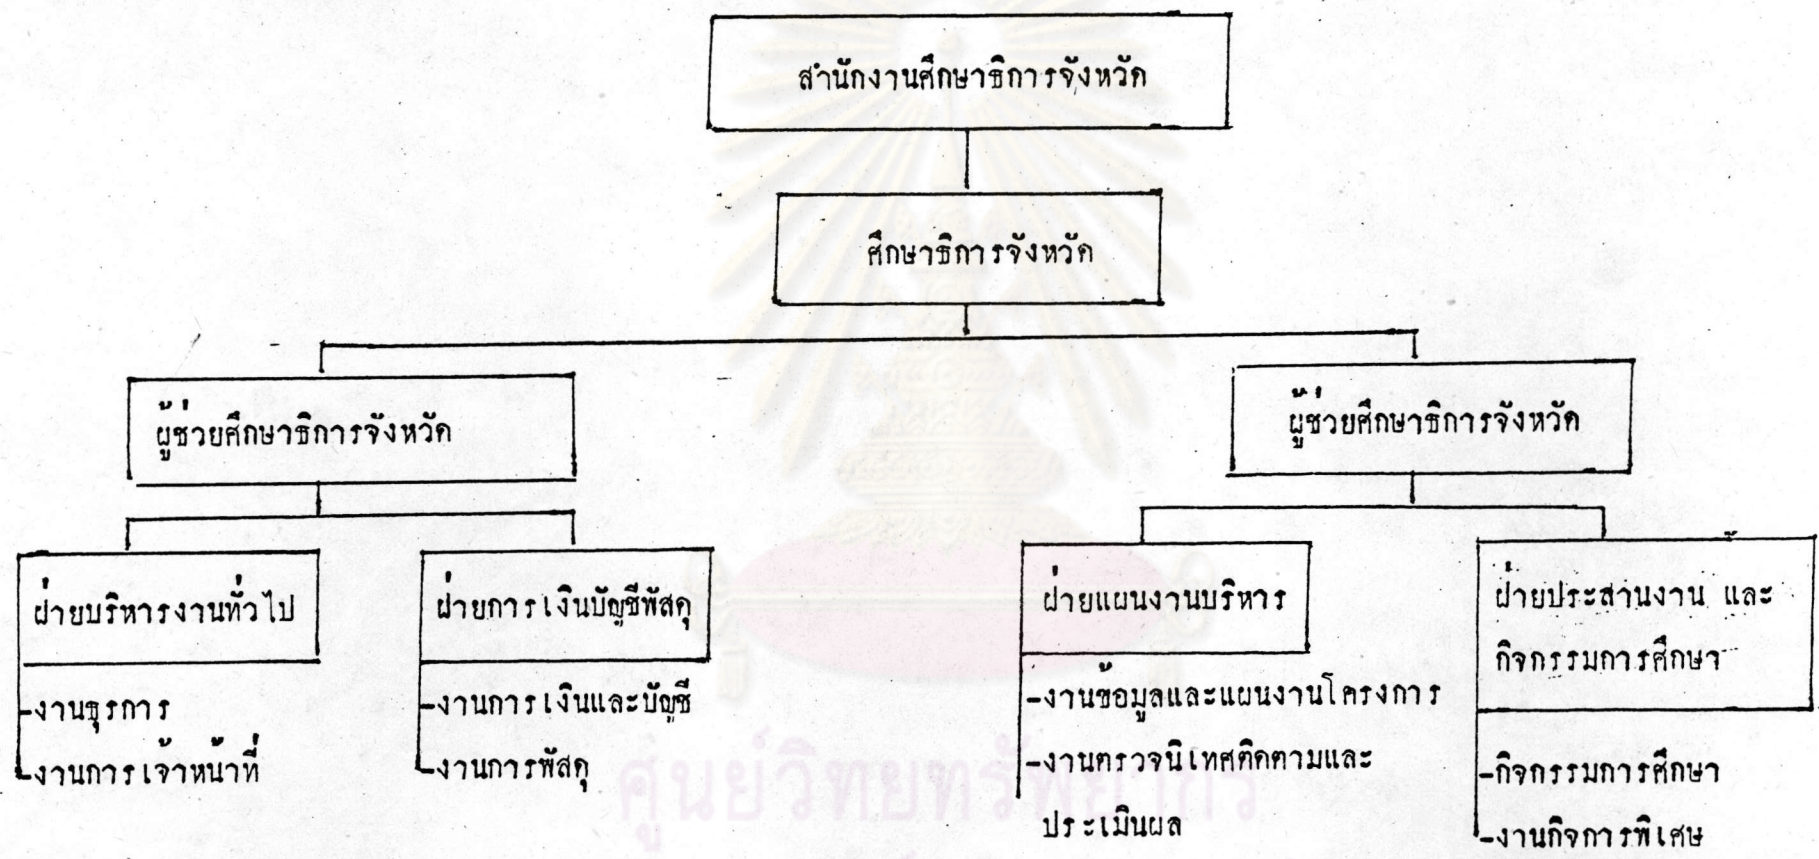 สำนักงานศึกษาธิการจังหวัด
ศึกษาธิการจังหวัด
ผู้ช่วยศึกษาธิการจังหวัด
ผู้ช่วยศึกษาธิการจังหวัด
ฝ่ายบริหารงานทั่วไป
-งานธุรการ
-งานการเจ้าหน้าที่
ฝ่ายการเงินบัญชีพัสดุ
-งานการเงินและบัญชี
-งานการพัสดุ
ฝ่ายแผนงานบริหาร
-งานข้อมูลและแผนงานโครงการ
-งานตรวจนิเทศติดตามและ
ประเมินผล
ฝ่ายประสานงาน และ
กิจกรรมการศึกษา
-กิจกรรมการศึกษา
-งานกิจการพิเศษ
ศูนย์วิทยทรัพยากร